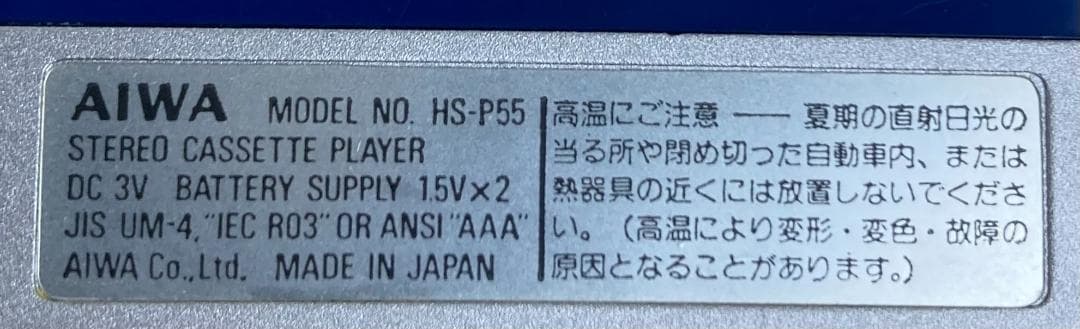 AIWA MODEL NO. HS-P55
STEREO CASSETTE PLAYER
DC 3V BATTERY SUPPLY 1.5V×2
JIS UM-4, "IEC R03" OR ANSI "AAA"
AIWA Co., Ltd. MADE IN JAPAN
高温にご注意 —— 夏期の直射日光の
当る所や閉め切った自動車内、または
熱器具の近くには放置しないでくださ
い。(高温により変形・変色・故障の
原因となることがあります。)